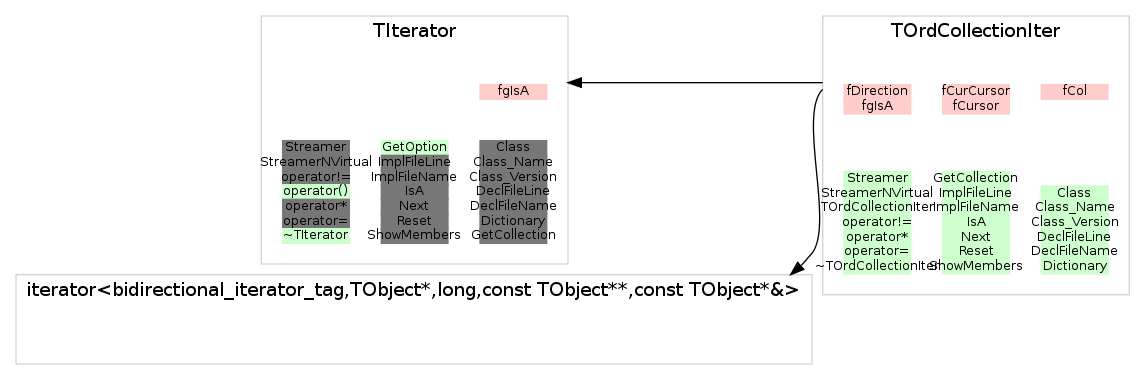 TIterator
fgIsA
Streamer GetOption Class
StreamerNVirtual ImplFileLine Class_Name
operator!= ImplFileName Class_Version
operator() IsA DeclFileLine
operator* Next DeclFileName
operator= Reset Dictionary
~TIterator ShowMembers GetCollection
TOrdCollectionIter
fDirection fCurCursor fCol
fgIsA fCursor
Streamer GetCollection
StreamerNVirtual ImplFileLine Class
TOrdCollectionIter ImplFileName Class_Name
operator!= IsA Class_Version
operator* Next DeclFileLine
operator= Reset DeclFileName
~TOrdCollectionIter ShowMembers Dictionary
iterator<bidirectional_iterator_tag,TObject*,long,const TObject**,const TObject*&>